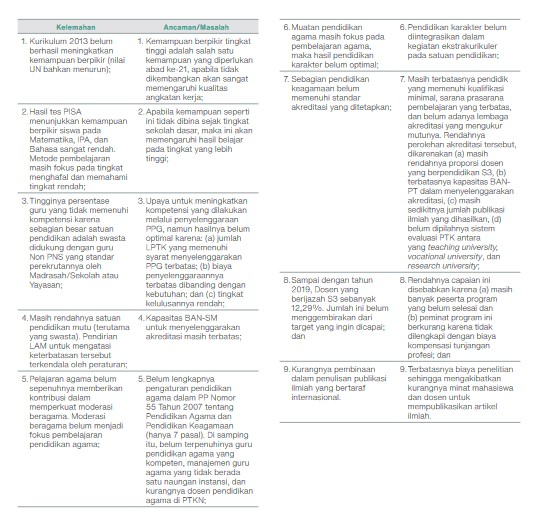 Kelemahan
Ancaman/Masalah
1. Kurikulum 2013 belum
berhasil meningkatkan
kemampuan berpikir (nilai
UN bahkan menurun);
1. Kemampuan berpikir tingkat
tinggi adalah salah satu
kemampuan yang diperlukan
abad ke-21, apabila tidak
dikembangkan akan sangat
memengaruhi kualitas
angkatan kerja;
2. Hasil tes PISA
menunjukkan kemampuan
berpikir siswa pada
Matematika, IPA, dan
Bahasa sangat rendah.
Metode pembelajaran
masih fokus pada tingkat
menghafal dan memahami
tingkat rendah;
2. Apabila kemampuan seperti
ini tidak dibina sejak tingkat
sekolah dasar, maka ini akan
memengaruhi hasil belajar
pada tingkat yang lebih
tinggi;
3. Tingginya persentase
guru yang tidak memenuhi
kompetensi karena
sebagian besar satuan
pendidikan adalah swasta
didukung dengan guru
Non PNS yang standar
perekrutannya oleh
Madrasah/Sekolah atau
Yayasan;
3. Upaya untuk meningkatkan
kompetensi yang dilakukan
melalui penyelenggaraan
PPG, namun hasilnya belum
optimal karena: (a) jumlah
LPTK yang memenuhi
syarat menyelenggarakan
PPG terbatas; (b) biaya
penyelenggaraannya
terbatas dibanding dengan
kebutuhan; dan (c) tingkat
kelulusannya rendah;
4. Masih rendahnya satuan
pendidikan mutu (terutama
yang swasta). Pendirian
LAM untuk mengatasi
keterbatasan tersebut
terkendala oleh peraturan;
4. Kapasitas BAN-SM
untuk menyelenggarakan
akreditasi masih terbatas;
5. Pelajaran agama belum
sepenuhnya memberikan
kontribusi dalam
memperkuat moderasi
beragama. Moderasi
beragama belum menjadi
fokus pembelajaran
pendidikan agama;
5. Belum lengkapnya
pengaturan pendidikan
agama dalam PP Nomor
55 Tahun 2007 tentang
Pendidikan Agama dan
Pendidikan Keagamaan
(hanya 7 pasal). Di samping
itu, belum terpenuhinya guru
pendidikan agama yang
kompeten, manajemen guru
agama yang tidak berada
satu naungan instansi, dan
kurangnya dosen pendidikan
agama di PTKN;
6. Muatan pendidikan
agama masih fokus pada
pembelajaran agama,
maka hasil pendidikan
karakter belum optimal;
6. Pendidikan karakter belum
diintegrasikan dalam
kegiatan ekstrakurikuler
pada satuan pendidikan;
7. Sebagian pendidikan
keagamaan belum
memenuhi standar
akreditasi yang ditetapkan;
7. Masih terbatasnya pendidik
yang memenuhi kualifikasi
minimal, sarana prasarana
pembelajaran yang terbatas,
dan belum adanya lembaga
akreditasi yang mengukur
mutunya. Rendahnya
perolehan akreditasi tersebut,
dikarenakan (a) masih
rendahnya proporsi dosen
yang berpendidikan S3, (b)
terbatasnya kapasitas BAN-
PT dalam menyelenggarakan
akreditasi, (c) masih
sedikitnya jumlah publikasi
ilmiah yang dihasilkan, (d)
belum dipilahnya sistem
evaluasi PTK antara
yang teaching university,
vocational university, dan
research university;
8. Sampai dengan tahun
2019, Dosen yang
berijazah S3 sebanyak
12,29%. Jumlah ini belum
menggembirakan dari
target yang ingin dicapai;
dan
8. Rendahnya capaian ini
disebabkan karena (a) masih
banyak peserta program
yang belum selesai dan
(b) peminat program ini
berkurang karena tidak
dilengkapi dengan biaya
kompensasi tunjangan
profesi; dan
9. Kurangnya pembinaan
dalam penulisan publikasi
ilmiah yang bertaraf
internasional.
9. Terbatasnya biaya penelitian
sehingga mengakibatkan
kurangnya minat mahasiswa
dan dosen untuk
mempublikasikan artikel
ilmiah.